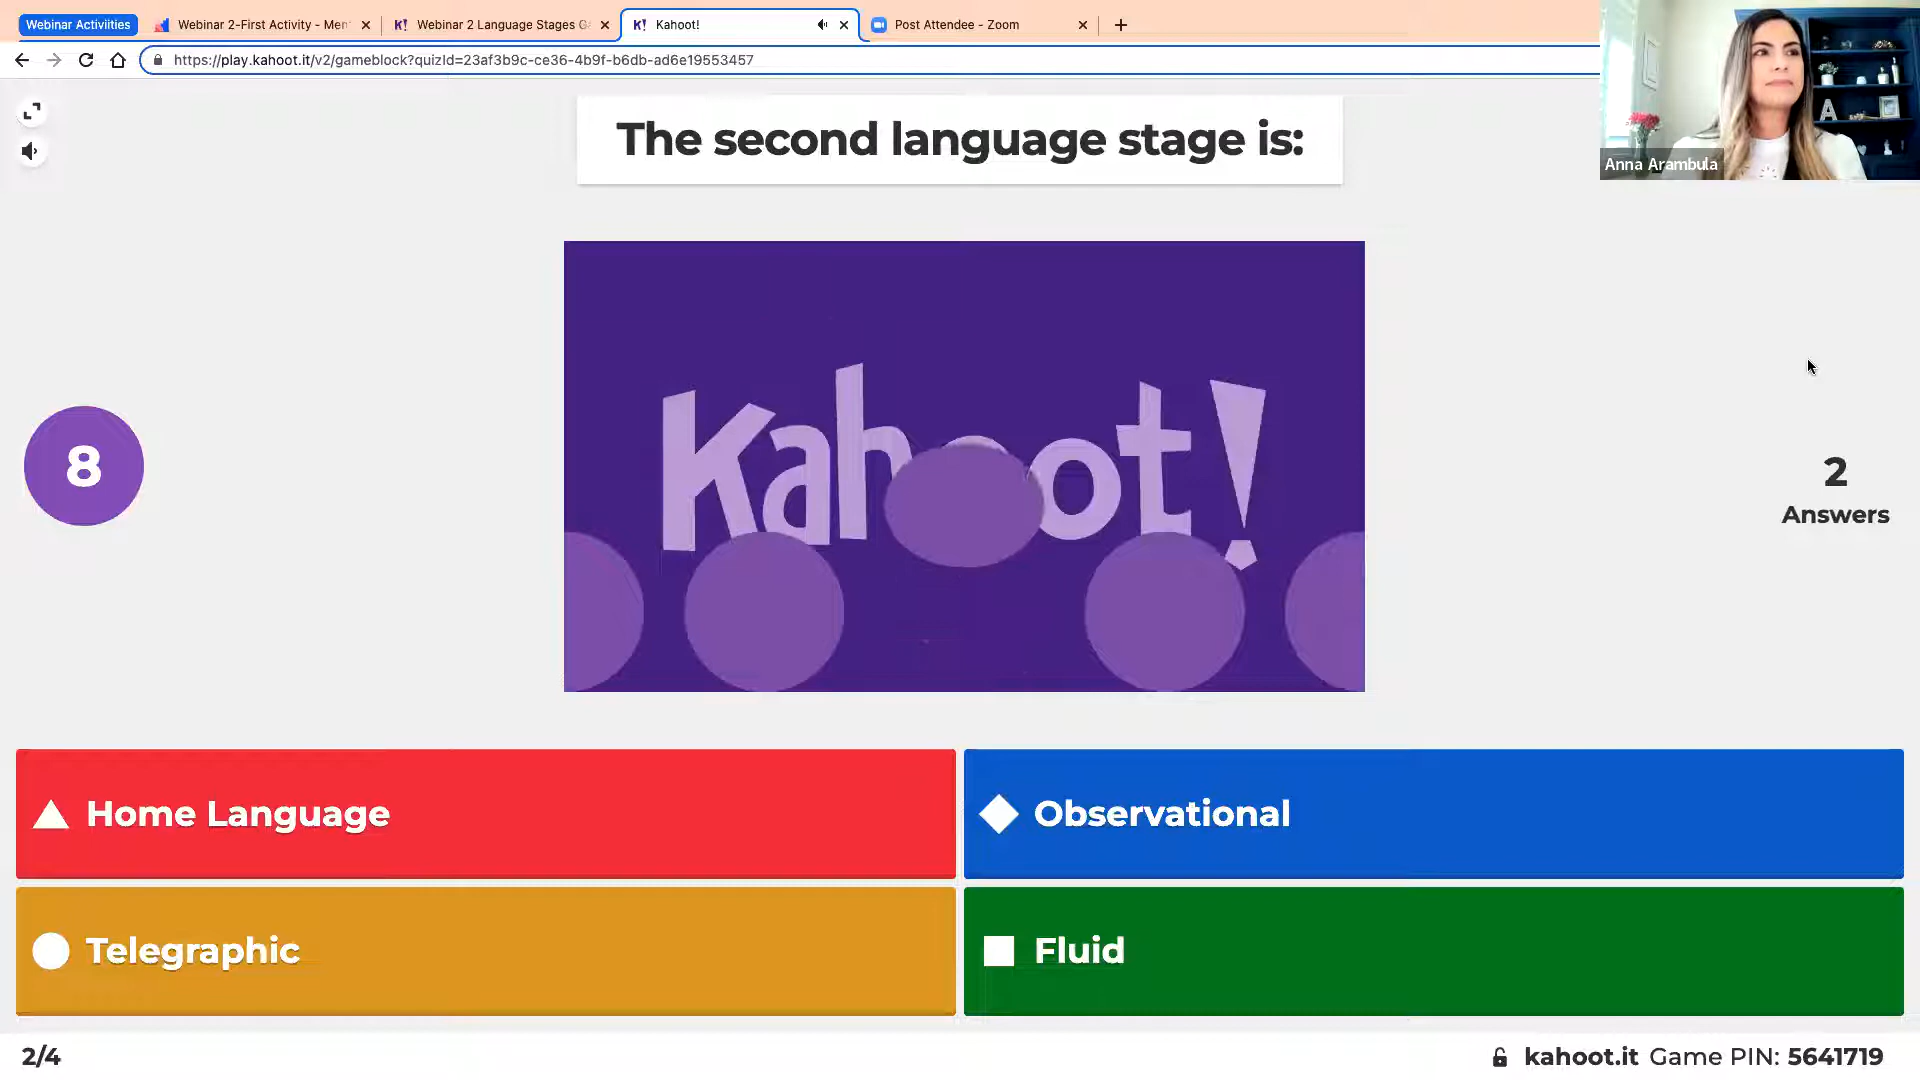 Webinar Activiities
Webinar 2-First Activity - Men
Webinar 2 Language Stages G
Kahoot!
Post Attendee - Zoom
https://play.kahoot.it/v2/gameblock?quizId=23af3b9c-ce36-4b9f-b6db-ad6e19553457
The second language stage is:
A
Anna Arambula
Kahoot!
8
2
Answers
Home Language
Observational
Telegraphic
Fluid
2/4
kahoot.it Game PIN: 5641719